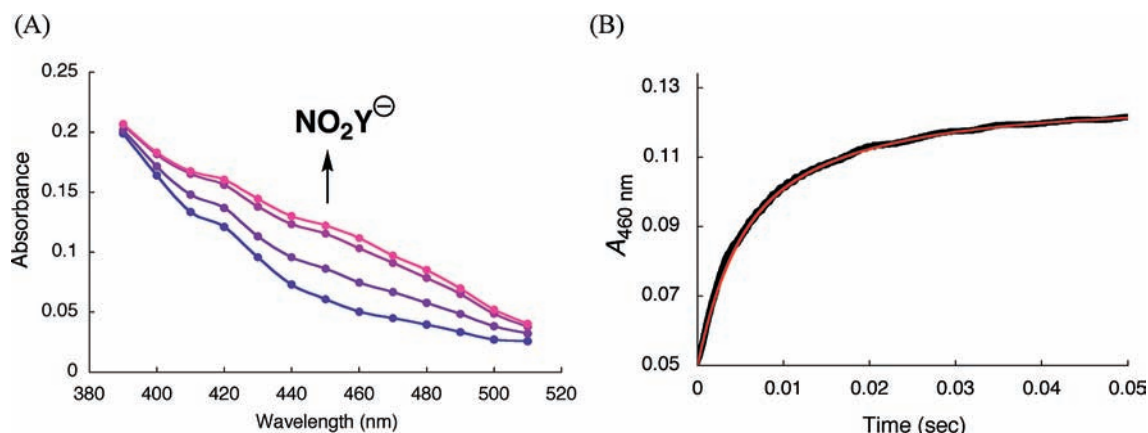 (A)
0.25
0.2
0.15
0.1
0.05
0
Absorbance
NO₂Y⊖
380 400 420 440 460 480 500 520
Wavelength (nm)
(B)
0.13
0.11
0.09
0.07
0.05
A460 nm
0 0.01 0.02 0.03 0.04 0.05
Time (sec)